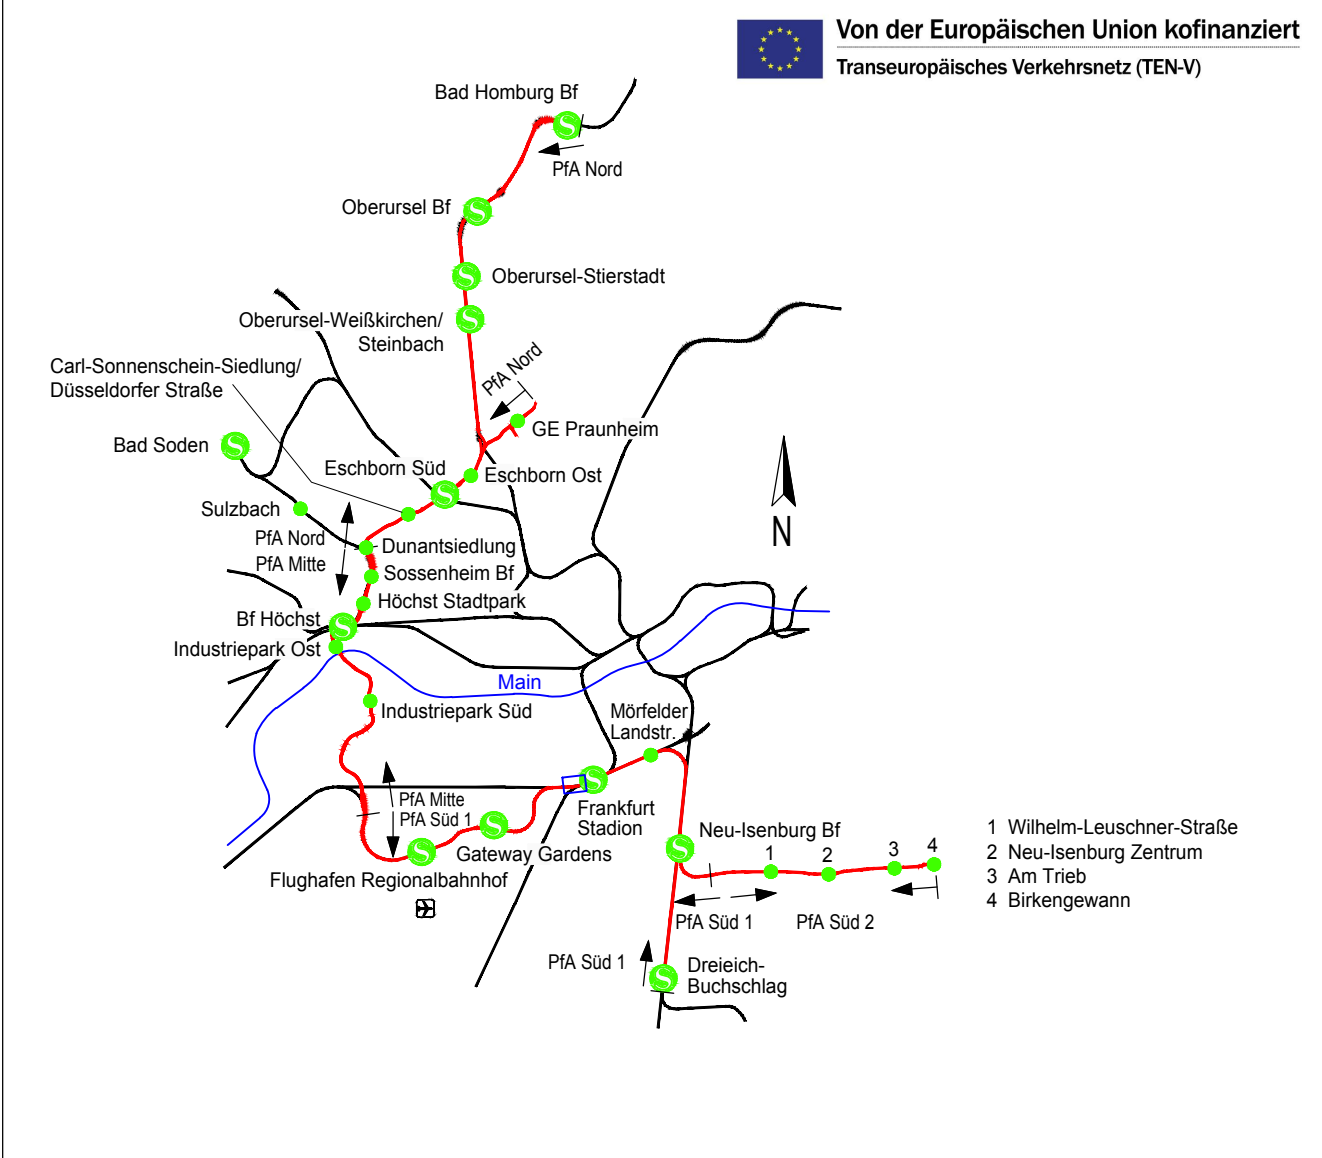 Von der Europäischen Union kofinanziert
Transeuropäisches Verkehrsnetz (TEN-V)
Bad Homburg Bf
PfA Nord
Oberursel Bf
Oberursel-Stierstadt
Oberursel-Weißkirchen/
Steinbach
Carl-Sonnenschein-Siedlung/
Düsseldorfer Straße
PfA Nord
GE Praunheim
Bad Soden
Eschborn Süd
Eschborn Ost
Sulzbach
PfA Nord
PfA Mitte
Dunantsiedlung
Sossenheim Bf
Höchst Stadtpark
Bf Höchst
Industriepark Ost
Main
Industriepark Süd
Mörfelder
Landstr.
N
PfA Mitte
PfA Süd 1
Frankfurt
Stadion
Gateway Gardens
Flughafen Regionalbahnhof
Neu-Isenburg Bf
1
2
3
4
1 Wilhelm-Leuschner-Straße
2 Neu-Isenburg Zentrum
3 Am Trieb
4 Birkengewann
PfA Süd 1
PfA Süd 2
PfA Süd 1
Dreieich-
Buchschlag